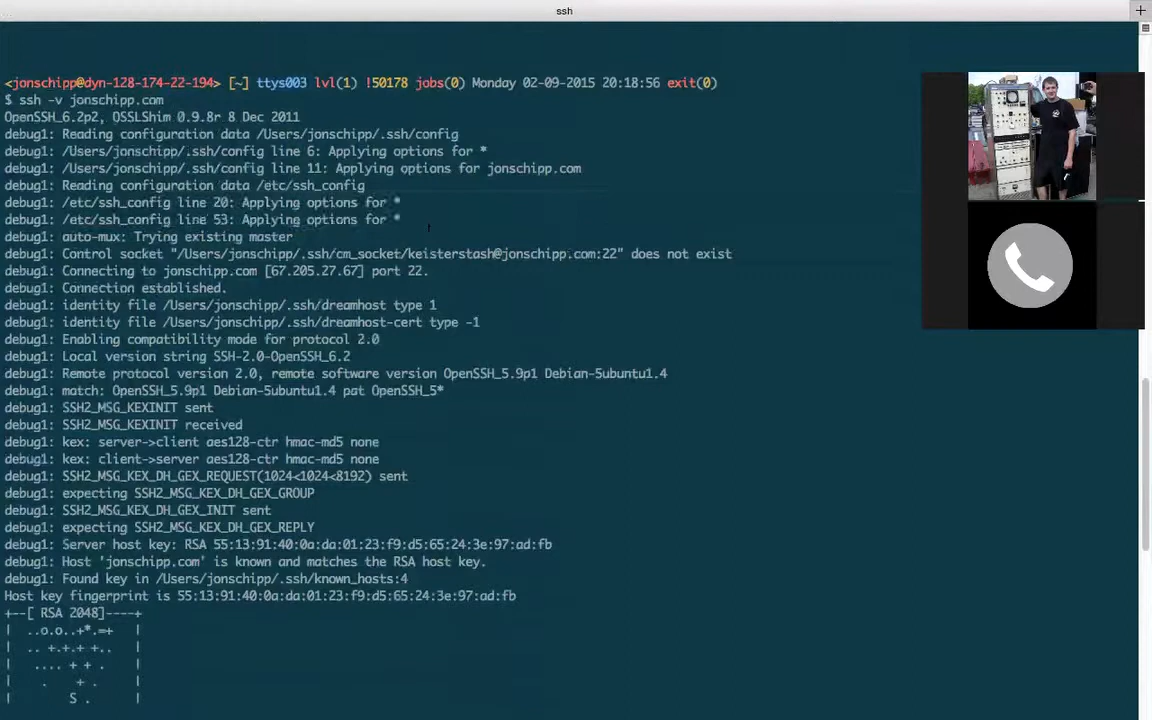 ssh
<jonschipp@dyn-128-174-22-194> [~] ttys003 lvl(1) !50178 jobs(0) Monday 02-09-2015 20:18:56 exit(0)
$ ssh -v jonschipp.com
OpenSSH_6.2p2, OSSLShim 0.9.8r 8 Dec 2011
debug1: Reading configuration data /Users/jonschipp/.ssh/config
debug1: /Users/jonschipp/.ssh/config line 6: Applying options for *
debug1: /Users/jonschipp/.ssh/config line 11: Applying options for jonschipp.com
debug1: Reading configuration data /etc/ssh_config
debug1: /etc/ssh_config line 20: Applying options for *
debug1: /etc/ssh_config line 53: Applying options for *
debug1: auto-mux: Trying existing master
debug1: Control socket "/Users/jonschipp/.ssh/cm_socket/keisterstash@jonschipp.com:22" does not exist
debug1: Connecting to jonschipp.com [67.205.27.67] port 22.
debug1: Connection established.
debug1: identity file /Users/jonschipp/.ssh/dreamhost type 1
debug1: identity file /Users/jonschipp/.ssh/dreamhost-cert type -1
debug1: Enabling compatibility mode for protocol 2.0
debug1: Local version string SSH-2.0-OpenSSH_6.2
debug1: Remote protocol version 2.0, remote software version OpenSSH_5.9p1 Debian-5ubuntu1.4
debug1: match: OpenSSH_5.9p1 Debian-5ubuntu1.4 pat OpenSSH_5*
debug1: SSH2_MSG_KEXINIT sent
debug1: SSH2_MSG_KEXINIT received
debug1: kex: server->client aes128-ctr hmac-md5 none
debug1: kex: client->server aes128-ctr hmac-md5 none
debug1: SSH2_MSG_KEX_DH_GEX_REQUEST(1024<1024<8192) sent
debug1: expecting SSH2_MSG_KEX_DH_GEX_GROUP
debug1: SSH2_MSG_KEX_DH_GEX_INIT sent
debug1: expecting SSH2_MSG_KEX_DH_GEX_REPLY
debug1: Server host key: RSA 55:13:91:40:0a:da:01:23:f9:d5:65:24:3e:97:ad:fb
debug1: Host 'jonschipp.com' is known and matches the RSA host key.
debug1: Found key in /Users/jonschipp/.ssh/known_hosts:4
Host key fingerprint is 55:13:91:40:0a:da:01:23:f9:d5:65:24:3e:97:ad:fb
+--[ RSA 2048]----+
|  ..o.o..+*.=+   |
|  .. +.+.+ +..   |
|   .... + + .    |
|    .    + .     |
|        S .      |